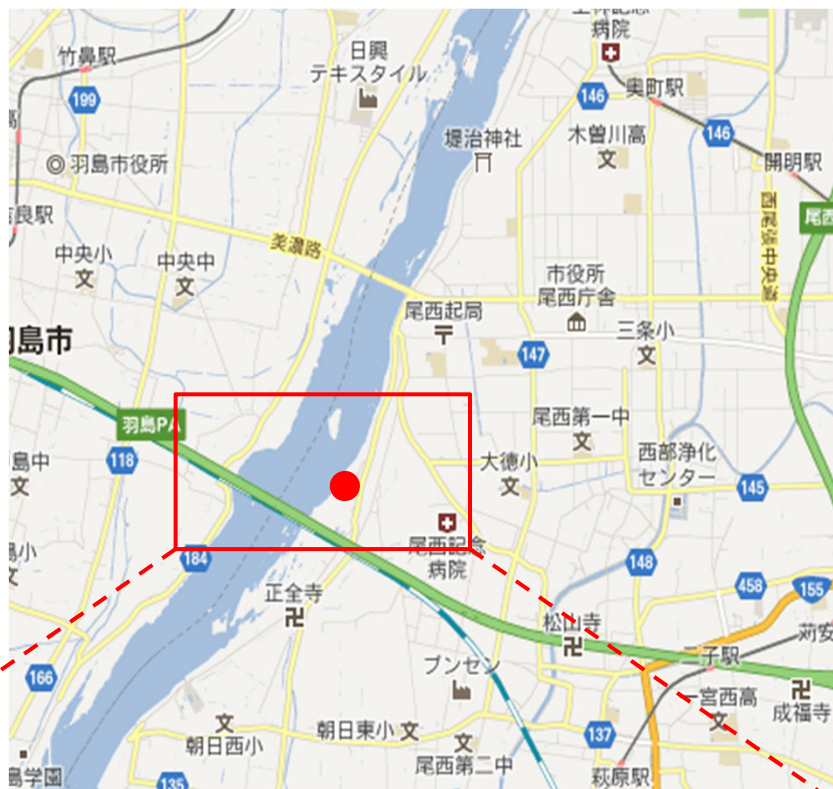 病院
竹鼻駅
日興
テキスタイル
199
146
奥町駅
堤治神社
木曽川高
146
開明駅
羽島市役所
良駅
美濃路
西尾張中央道
尾西
中央小
中央中
市役所
尾西庁舎
尾西起局
三条小
147
島市
羽島PA
118
島中
尾西第一中
大徳小
西部浄化
センター
145
尾西記念
病院
184
島小
148
458
155
正全寺
松山寺
苅安
二子駅
166
ブンセン
一宮西高
成福寺
朝日西小
朝日東小
137
尾西第二中
島学園
135
萩原駅